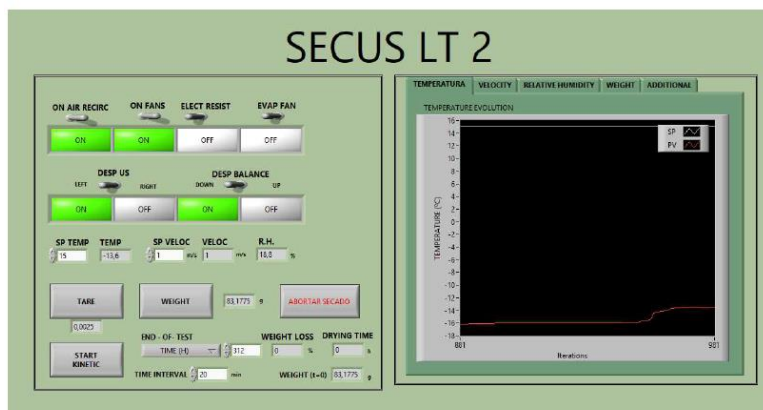 SECUS LT 2
ON AIR RECIRC ON FANS ELECT RESIST EVAP FAN
ON ON OFF OFF
DESP US DESP BALANCE
LEFT RIGHT DOWN UP
ON OFF ON OFF
SP TEMP TEMP SP VELOC VELOC R.H.
15 -13,6 1 m/s 1 m/s 18,0 %
TARE WEIGHT 83,1775 g ABORTAR SECADO
0,0025
END - OF - TEST WEIGHT LOSS DRYING TIME
START KINETIC TIME (H) 312 0 % 0 s
TIME INTERVAL 20 min WEIGHT (t=0) 83,1775 g
TEMPERATURA VELOCITY RELATIVE HUMIDITY WEIGHT ADDITIONAL
TEMPERATURE EVOLUTION
SP
PV
TEMPERATURE (ºC)
16
14
12
10
8
6
4
2
0
-2
-4
-6
-8
-10
-12
-14
-16
-18
881 981
Iterations